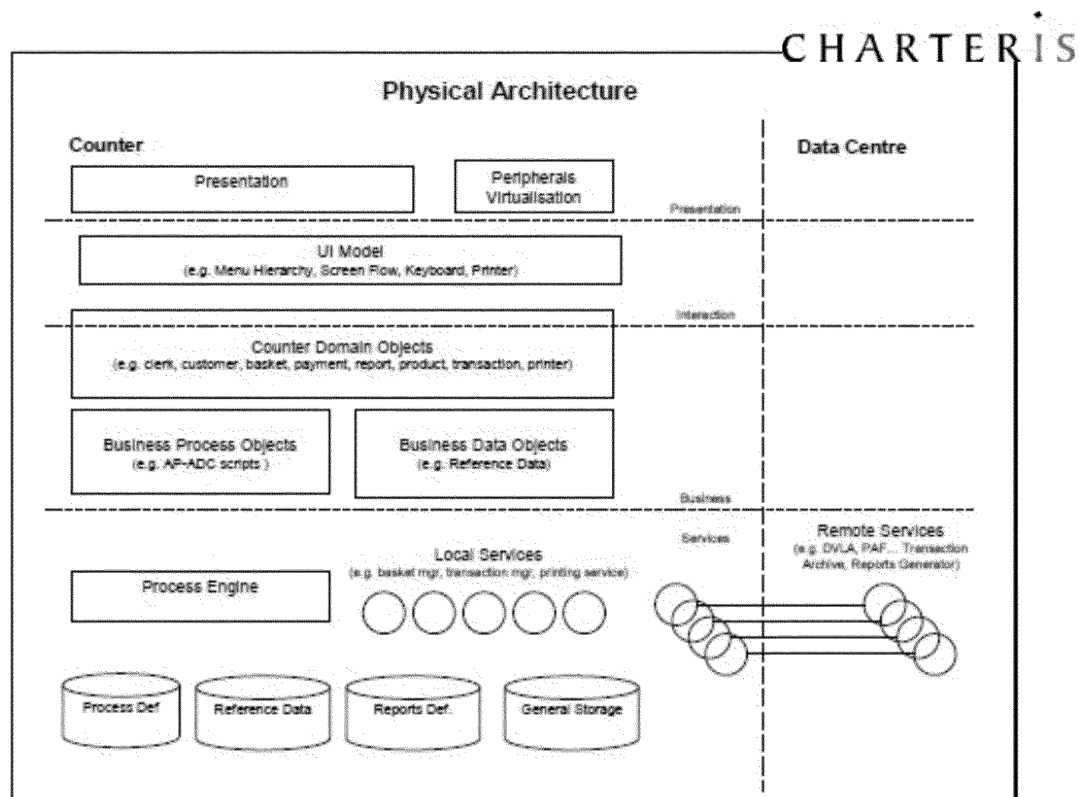 CHARTERIS
Physical Architecture
Counter
Data Centre
Presentation
Peripherals
Virtualisation
Presentation
UI Model
(e.g. Menu Hierarchy, Screen Flow, Keyboard, Printer)
Interaction
Counter Domain Objects
(e.g. clerk, customer, basket, payment, report, product, transaction, printer)
Business Process Objects
(e.g. AP-ADC scripts )
Business Data Objects
(e.g. Reference Data)
Business
Services
Remote Services
(e.g. DVLA, PAF... Transaction
Archive, Reports Generator)
Local Services
(e.g. basket mgr, transaction mgr, printing service)
Process Engine
Process Def
Reference Data
Reports Def.
General Storage